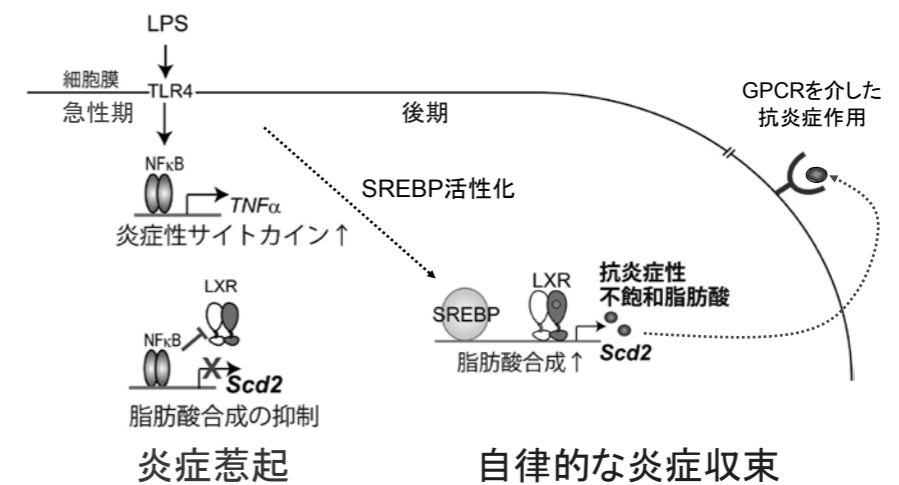 LPS
細胞膜
TLR4
急性期
後期
GPCRを介した
抗炎症作用
NFκB
TNFα
炎症性サイトカイン↑
SREBP活性化
LXR
NFκB
X
Scd2
脂肪酸合成の抑制
抗炎症性
不飽和脂肪酸
LXR
SREBP
Scd2
脂肪酸合成↑
炎症惹起
自律的な炎症収束